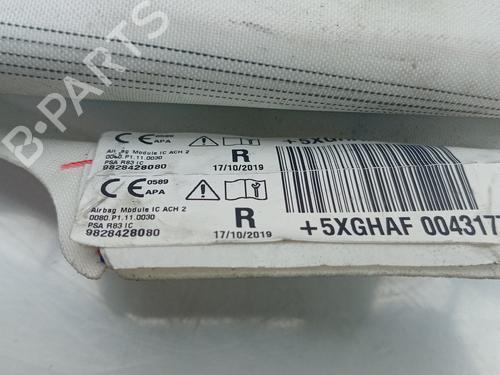 B-PARTS
CE 0589
APA
Airbag Module IC ACH 2
0080.P1.11.0030
PSA R83 IC
9828428080
R
17/10/2019
+5XGHAF
CE 0589
APA
Airbag Module IC ACH 2
0080.P1.11.0030
PSA R83 IC
9828428080
R
17/10/2019
+5XGHAF 004317